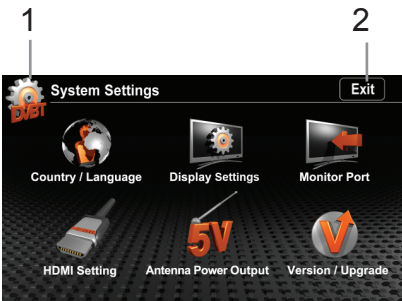 1 2
DVBT System Settings Exit
Country / Language Display Settings Monitor Port
5V V
HDMI Setting Antenna Power Output Version / Upgrade